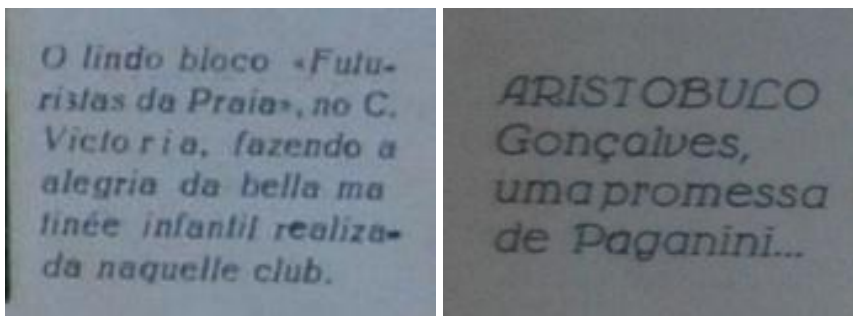 O lindo bloco «Futu-
ristas da Praia», no C.
Victoria, fazendo a
alegria da bella ma
tinée infantil realiza-
da naquelle club.
ARISTOBULO
Gonçalves,
uma promessa
de Paganini...